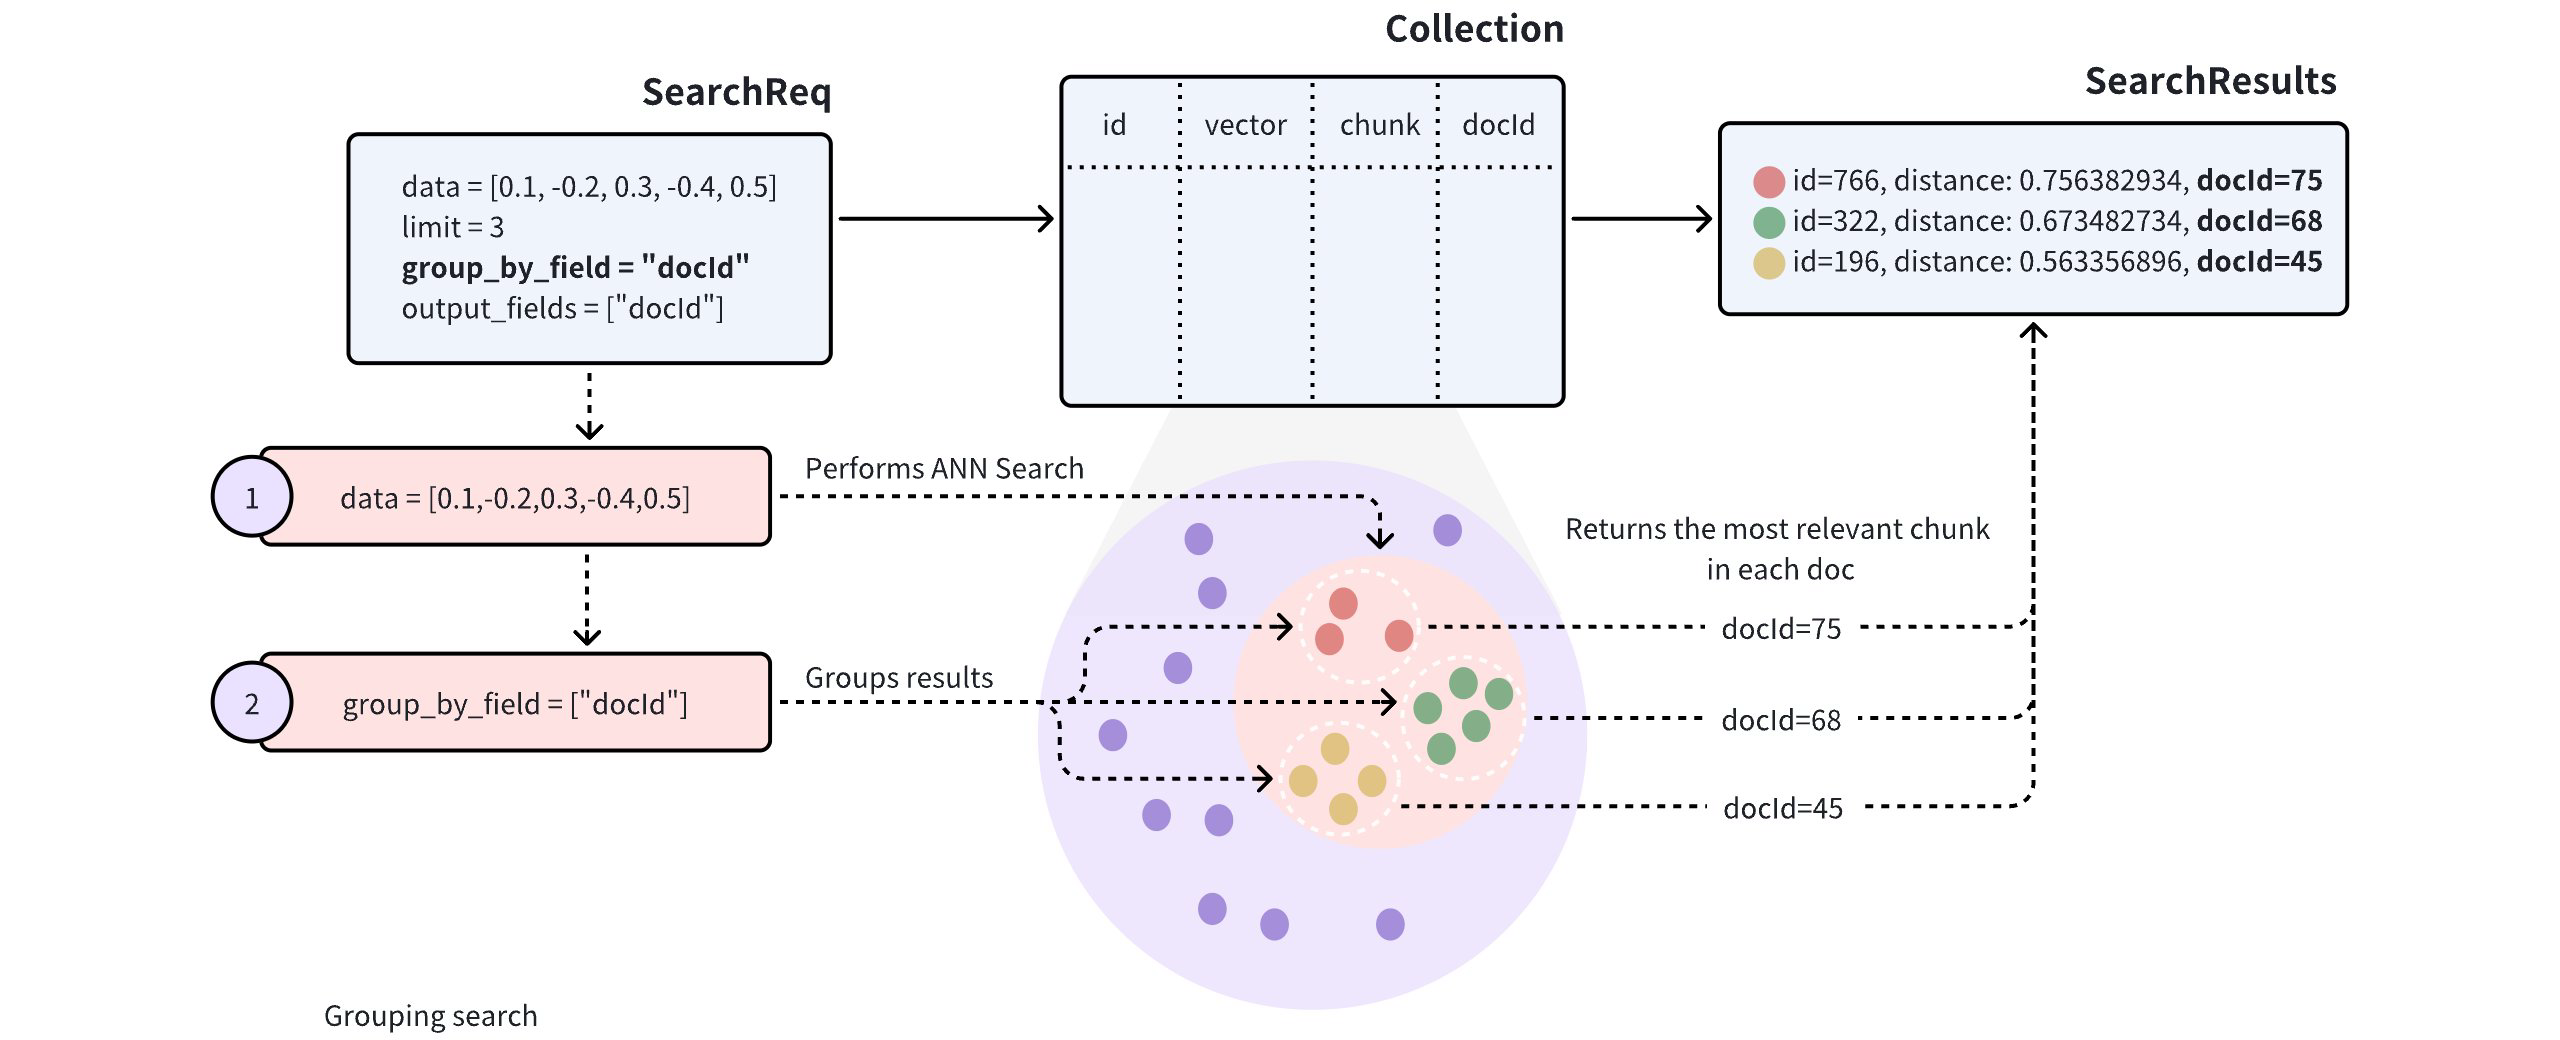 Collection
SearchReq
SearchResults
data = [0.1, -0.2, 0.3, -0.4, 0.5]
limit = 3
group_by_field = "docId"
output_fields = ["docId"]
id vector chunk docId
id=766, distance: 0.756382934, docId=75
id=322, distance: 0.673482734, docId=68
id=196, distance: 0.563356896, docId=45
1
data = [0.1,-0.2,0.3,-0.4,0.5]
Performs ANN Search
2
group_by_field = ["docId"]
Groups results
Returns the most relevant chunk
in each doc
docId=75
docId=68
docId=45
Grouping search